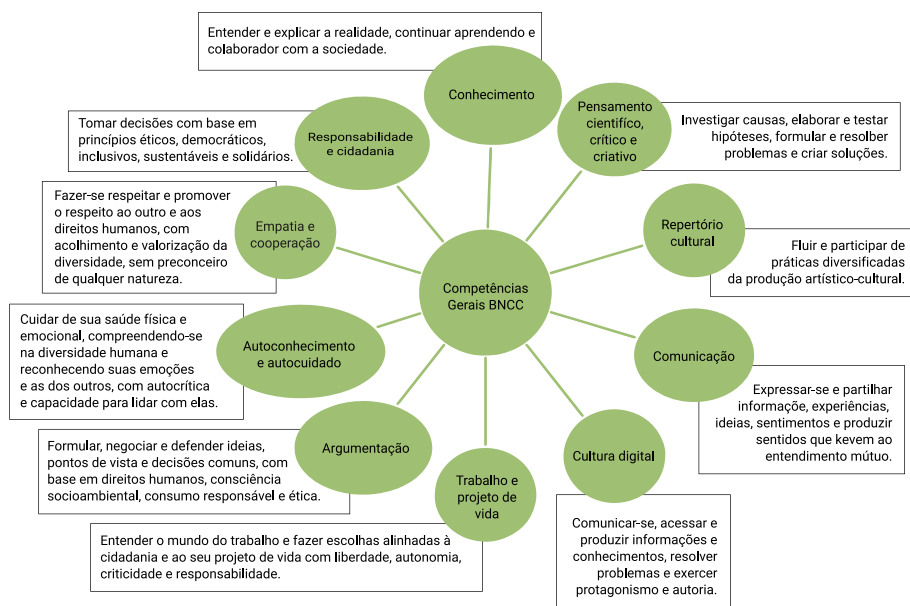 Entender e explicar a realidade, continuar aprendendo e
colaborador com a sociedade.
Conhecimento
Pensamento
cientifíco,
crítico e
criativo
Investigar causas, elaborar e testar
hipóteses, formular e resolber
problemas e criar soluções.
Repertório
cultural
Fluir e participar de
práticas diversificadas
da produção artístico-cultural.
Comunicação
Expressar-se e partilhar
informaçõe, experiências,
ideias, sentimentos e produzir
sentidos que kevem ao
entendimento mútuo.
Cultura digital
Comunicar-se, acessar e
produzir informações e
conhecimentos, resolver
problemas e exercer
protagonismo e autoria.
Trabalho e
projeto de
vida
Entender o mundo do trabalho e fazer escolhas alinhadas à
cidadania e ao seu projeto de vida com liberdade, autonomia,
criticidade e responsabilidade.
Argumentação
Formular, negociar e defender ideias,
pontos de vista e decisões comuns, com
base em direitos humanos, consciência
socioambiental, consumo responsável e ética.
Autoconhecimento
e autocuidado
Cuidar de sua saúde física e
emocional, compreendendo-se
na diversidade humana e
reconhecendo suas emoções
e as dos outros, com autocrítica
e capacidade para lidar com elas.
Empatia e
cooperação
Fazer-se respeitar e promover
o respeito ao outro e aos
direitos humanos, com
acolhimento e valorização da
diversidade, sem preconceiro
de qualquer natureza.
Responsabilidade
e cidadania
Tomar decisões com base em
princípios éticos, democráticos,
inclusivos, sustentáveis e solidários.
Competências
Gerais BNCC